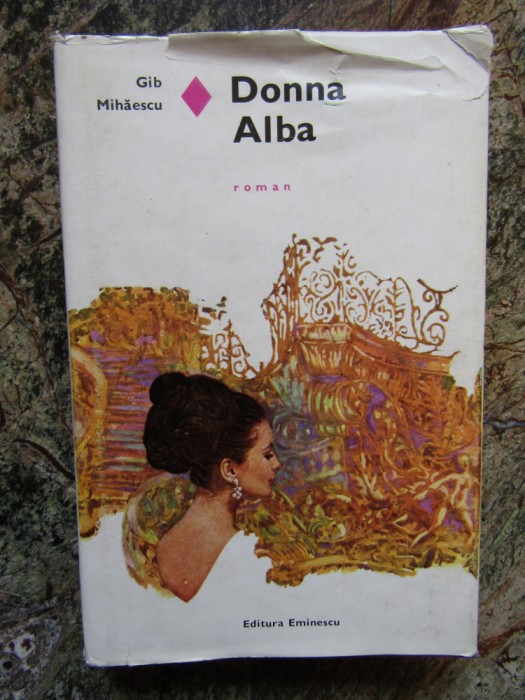 Gib
Mihăescu
Donna
Alba
roman
Editura Eminescu